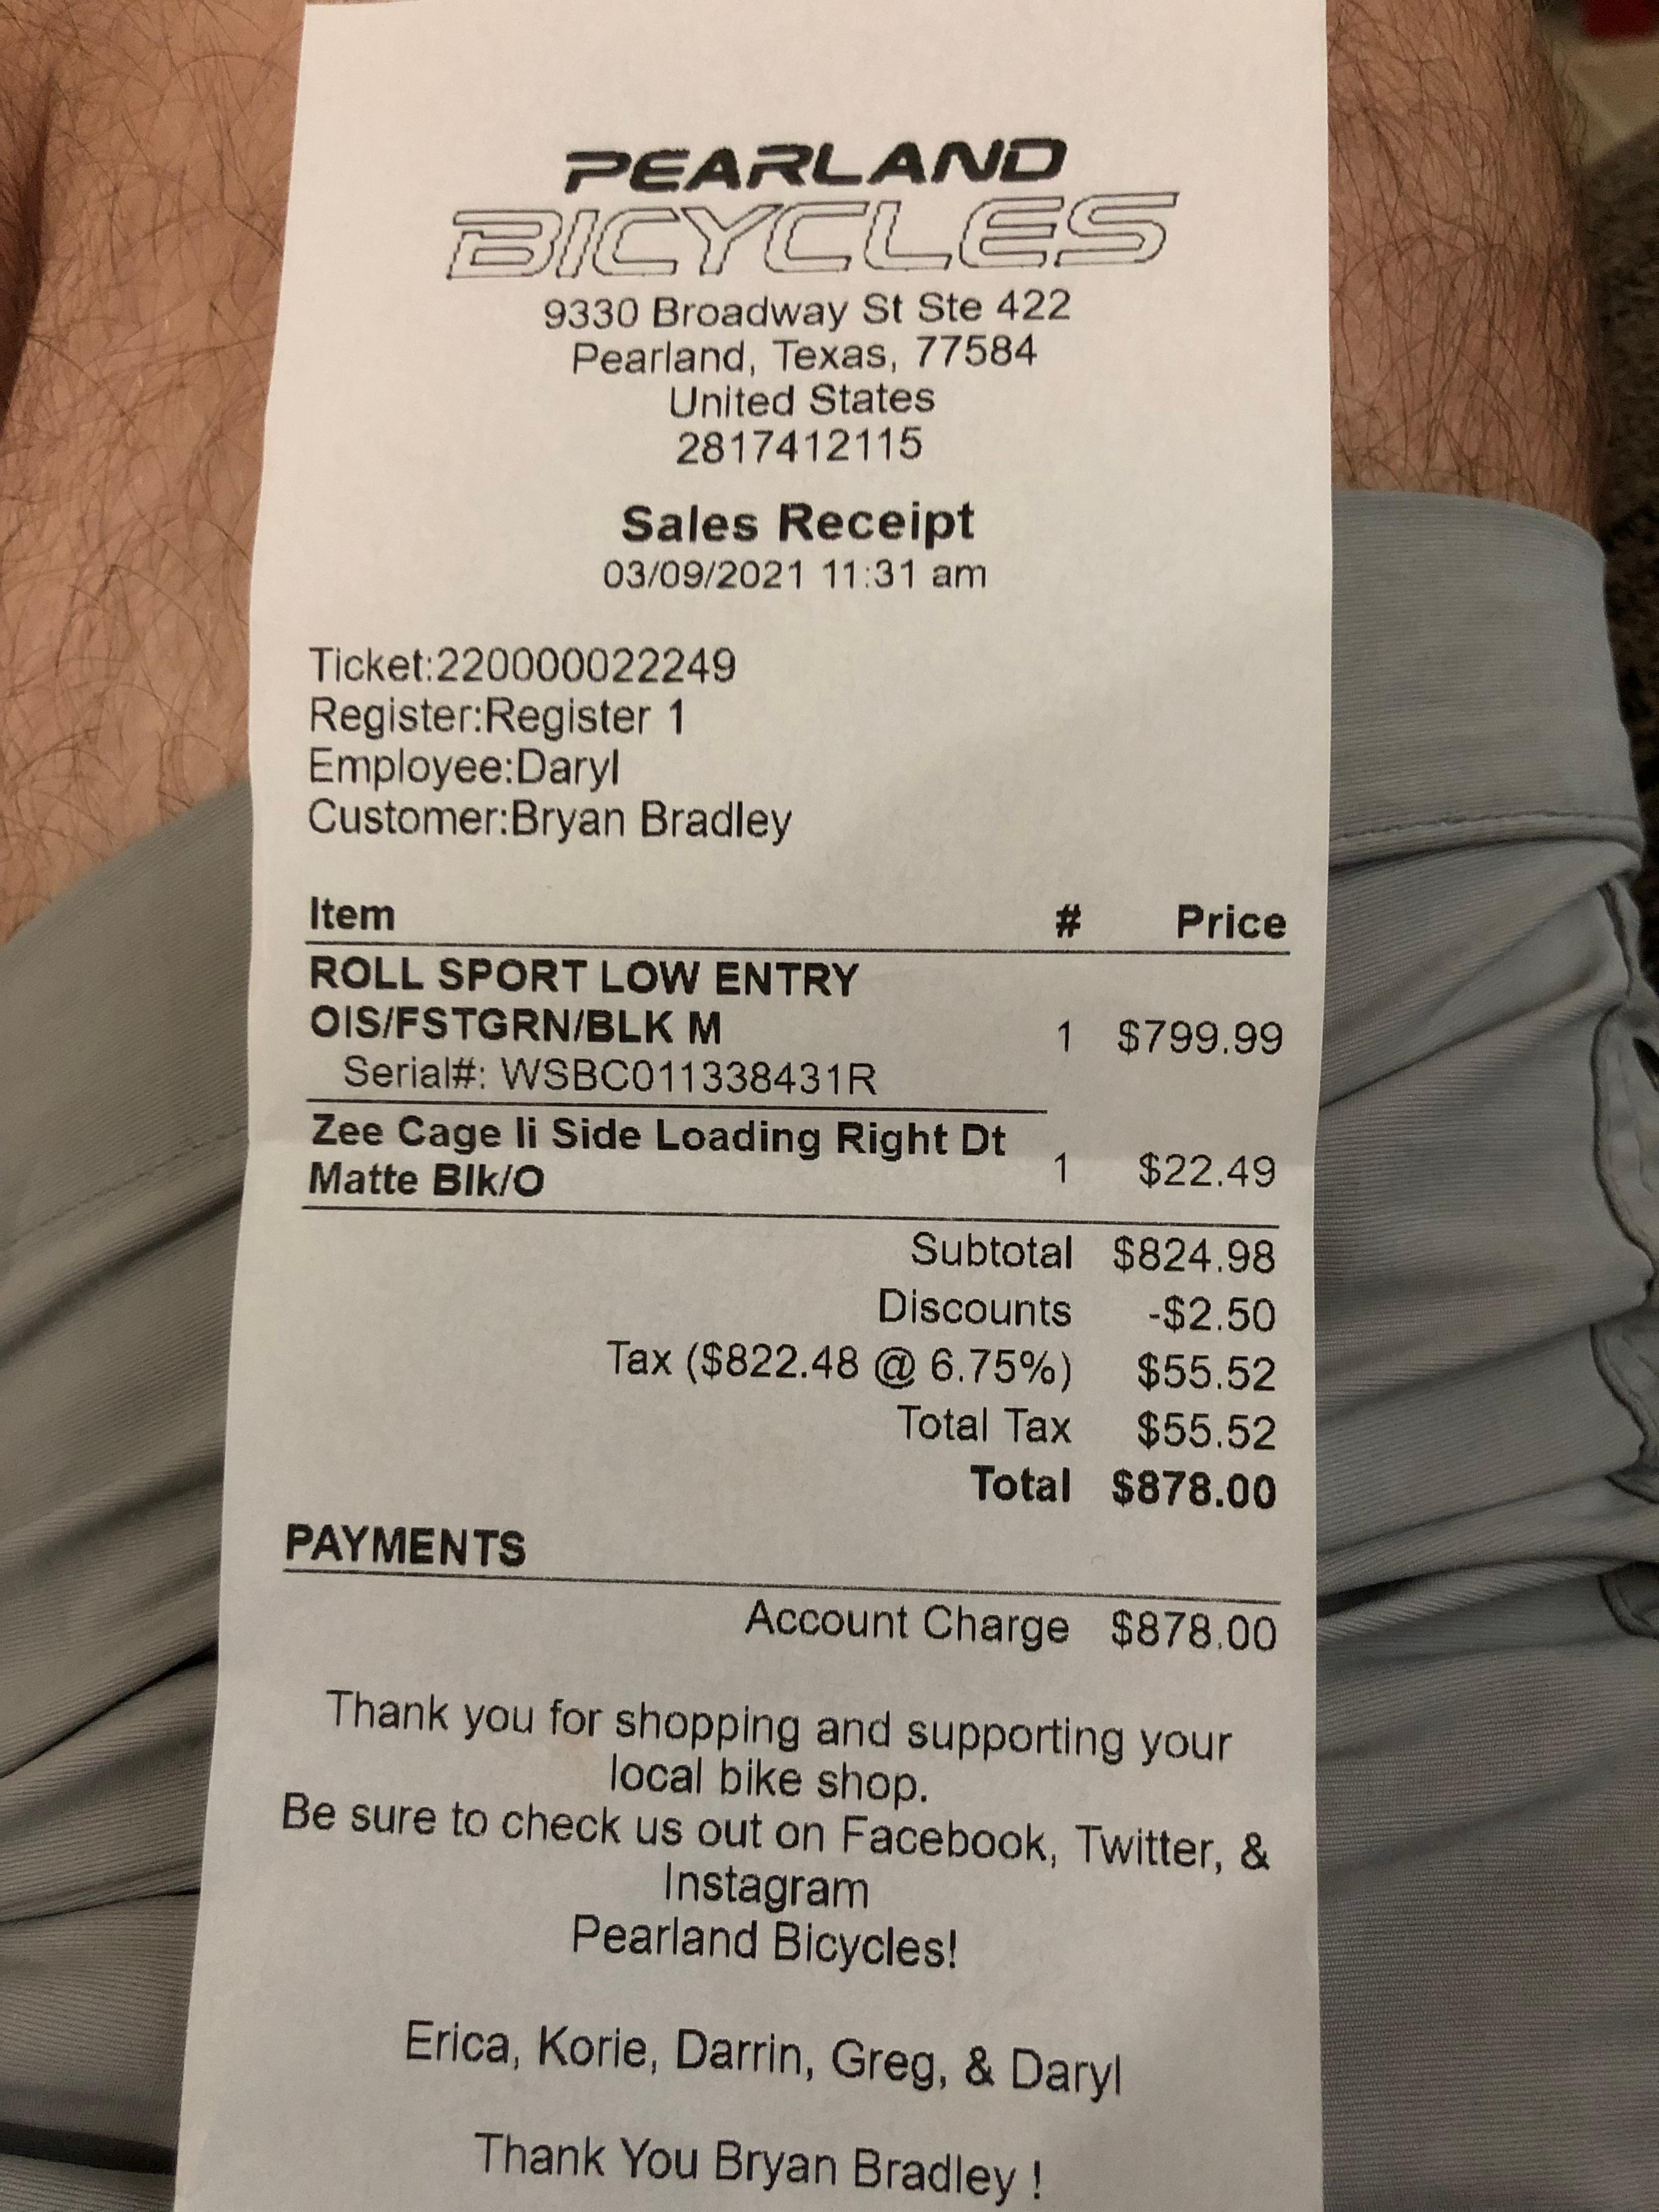 PEARLAND
BICYCLES
9330 Broadway St Ste 422
Pearland, Texas, 77584
United States
2817412115
Sales Receipt
03/09/2021 11:31 am
Ticket:220000022249
Register:Register 1
Employee:Daryl
Customer:Bryan Bradley
Item # Price
ROLL SPORT LOW ENTRY
OIS/FSTGRN/BLK M 1 $799.99
Serial#: WSBC011338431R
Zee Cage Ii Side Loading Right Dt
Matte Blk/O 1 $22.49
Subtotal $824.98
Discounts -$2.50
Tax ($822.48 @ 6.75%) $55.52
Total Tax $55.52
Total $878.00
PAYMENTS
Account Charge $878.00
Thank you for shopping and supporting your
local bike shop.
Be sure to check us out on Facebook, Twitter, &
Instagram
Pearland Bicycles!
Erica, Korie, Darrin, Greg, & Daryl
Thank You Bryan Bradley !